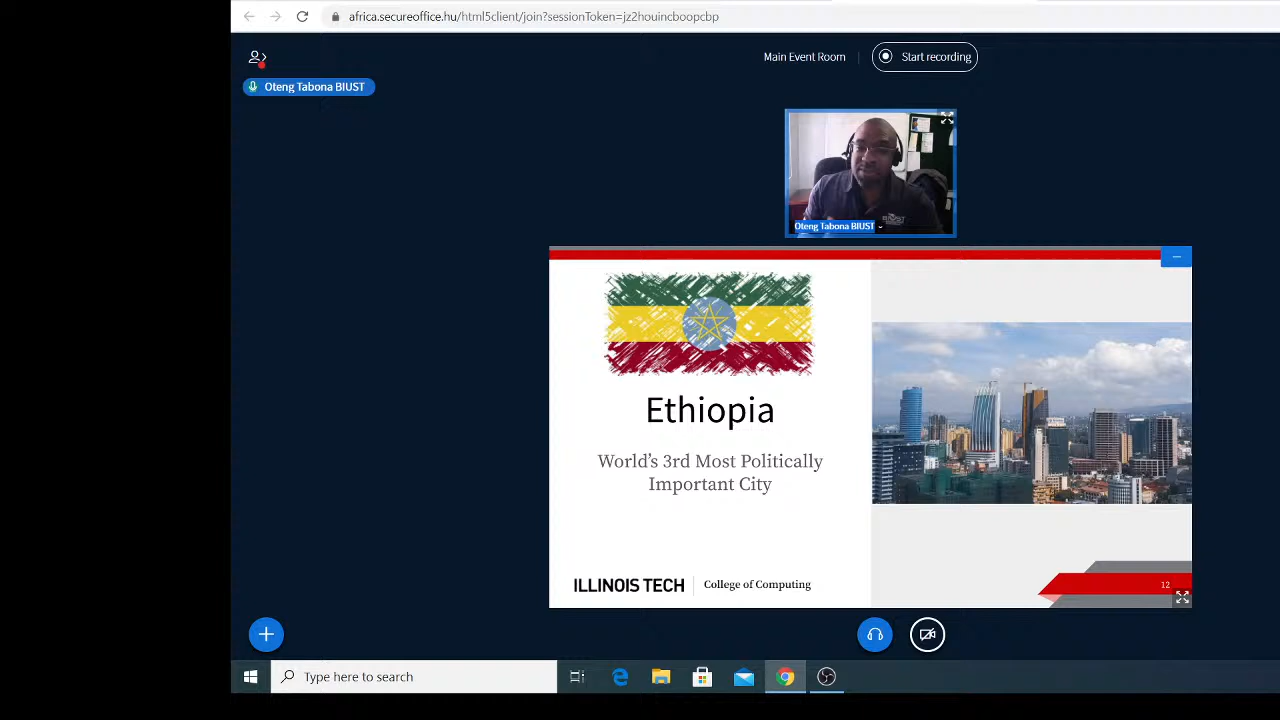 africa.secureoffice.hu/html5client/join?sessionToken=jz2houincboopcbp
Main Event Room
Start recording
Oteng Tabona BIUST
BIUST
Oteng Tabona BIUST
Ethiopia
World's 3rd Most Politically
Important City
ILLINOIS TECH
College of Computing
12
Type here to search